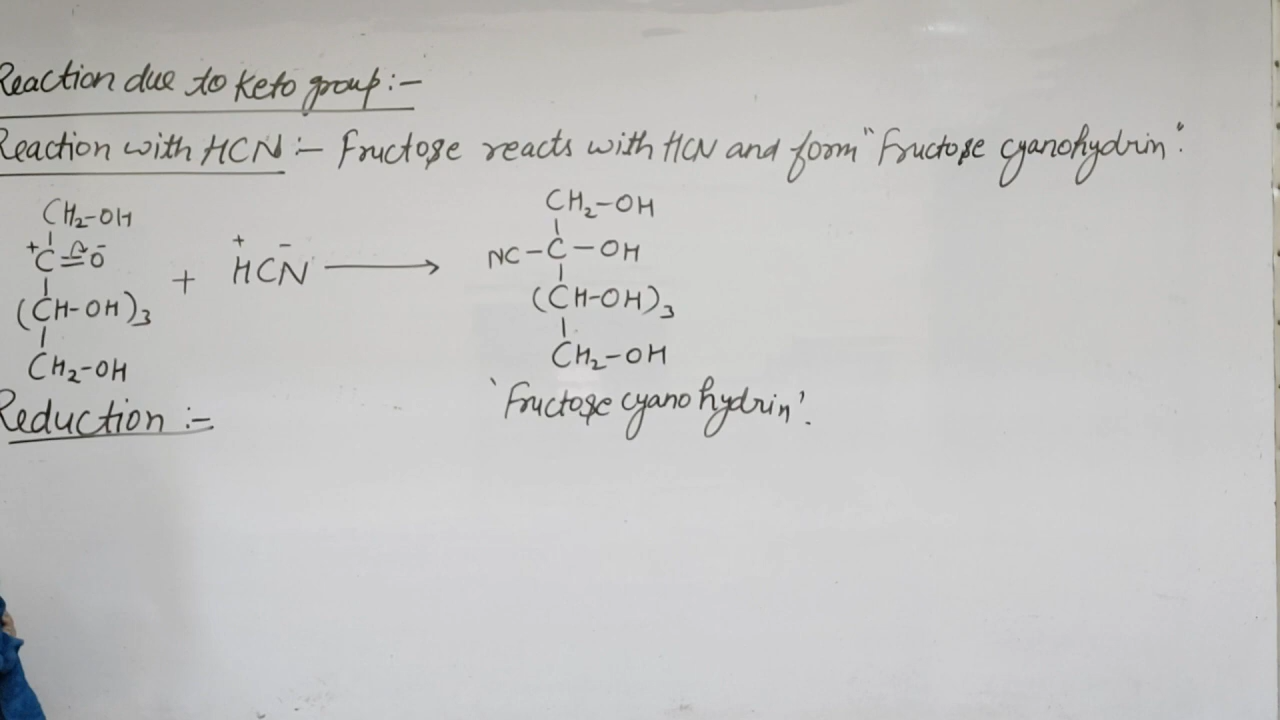 Reaction due to Keto group:-
Reaction with HCN :- Fructose reacts with HCN and form "Fructose cyanohydrin".
CH₂-OH
+C=O-
(CH-OH)₃
CH₂-OH
+ H+CN- ⟶
CH₂-OH
NC-C-OH
(CH-OH)₃
CH₂-OH
'Fructose cyano hydrin'.
Reduction :-